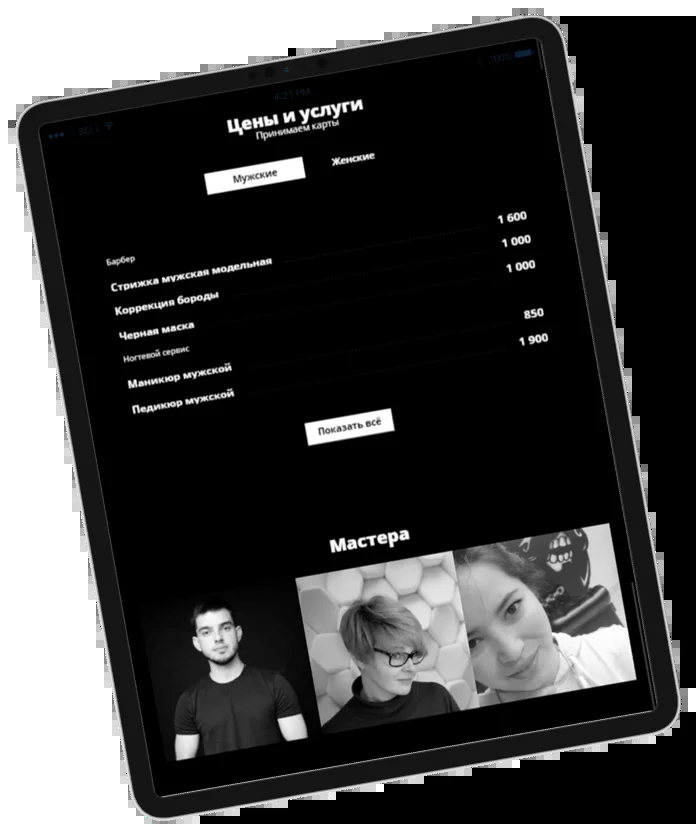 4:21 PM
100%
Цены и услуги
Принимаем карты
Мужские
Женские
Барбер
Стрижка мужская модельная 1 600
Коррекция бороды 1 000
Черная маска 1 000
Ногтевой сервис
Маникюр мужской 850
Педикюр мужской 1 900
Показать всё
Мастера